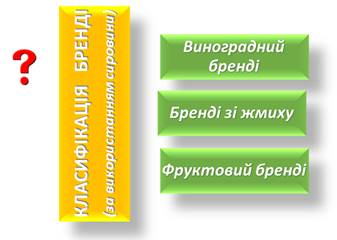 ?
КЛАСИФІКАЦІЯ БРЕНДІ
(за використанням сировини)
Виноградний
бренді
Бренді зі жмиху
Фруктовий бренді